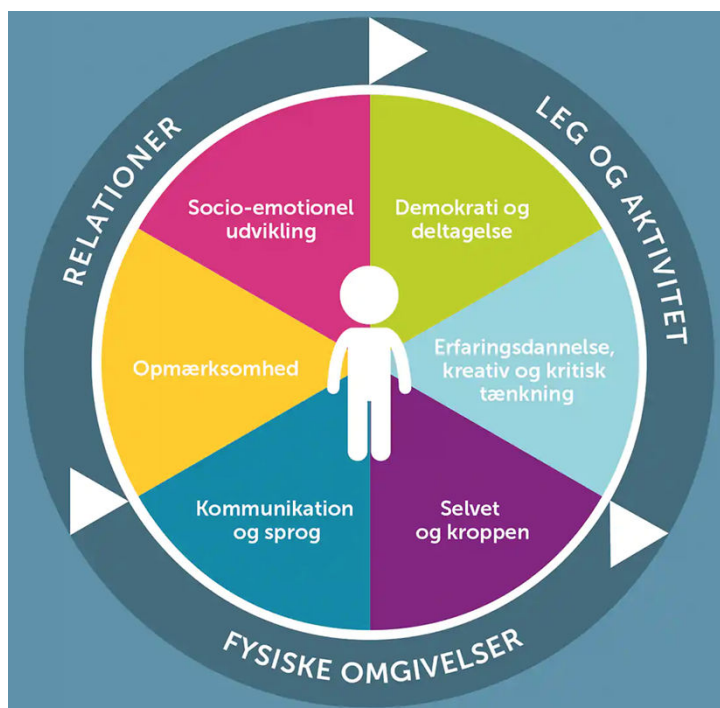 RELATIONER
LEG OG AKTIVITET
Socio-emotionel
udvikling
Demokrati og
deltagelse
Opmærksomhed
Erfaringsdannelse,
kreativ og kritisk
tænkning
Kommunikation
og sprog
Selvet
og kroppen
FYSISKE OMGIVELSER